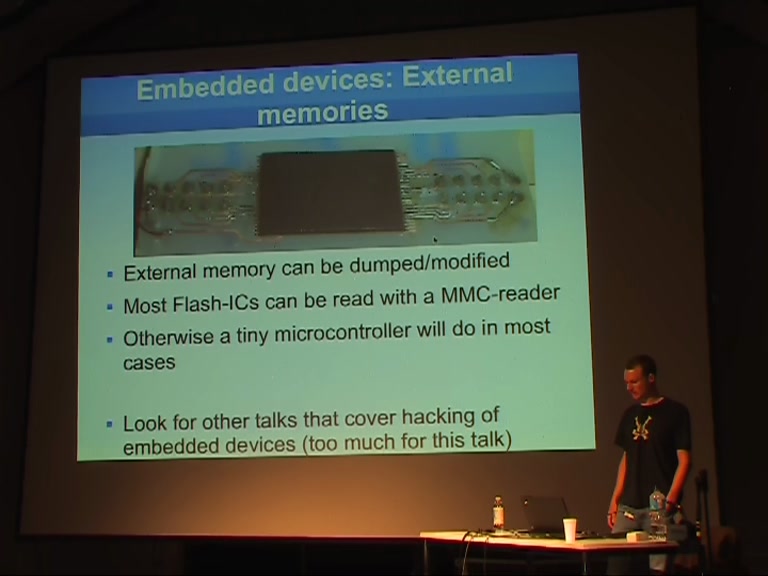 Embedded devices: External
memories
External memory can be dumped/modified
Most Flash-ICs can be read with a MMC-reader
Otherwise a tiny microcontroller will do in most
cases
Look for other talks that cover hacking of
embedded devices (too much for this talk)